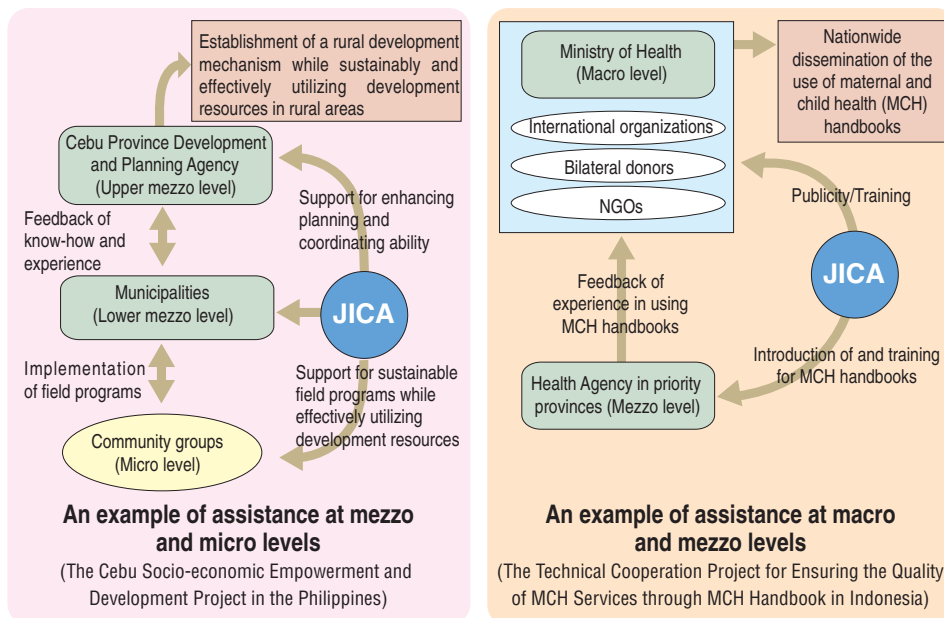 Establishment of a rural development
mechanism while sustainably and
effectively utilizing development
resources in rural areas
Cebu Province Development
and Planning Agency
(Upper mezzo level)
Feedback of
know-how and
experience
Support for enhancing
planning and
coordinating ability
Municipalities
(Lower mezzo level)
JICA
Implementation
of field programs
Support for sustainable
field programs while
effectively utilizing
development resources
Community groups
(Micro level)
An example of assistance at mezzo
and micro levels
(The Cebu Socio-economic Empowerment and
Development Project in the Philippines)
Ministry of Health
(Macro level)
Nationwide
dissemination of the
use of maternal and
child health (MCH)
handbooks
International organizations
Bilateral donors
NGOs
Publicity/Training
JICA
Feedback of
experience in using
MCH handbooks
Introduction of and training
for MCH handbooks
Health Agency in priority
provinces (Mezzo level)
An example of assistance at macro
and mezzo levels
(The Technical Cooperation Project for Ensuring the Quality
of MCH Services through MCH Handbook in Indonesia)